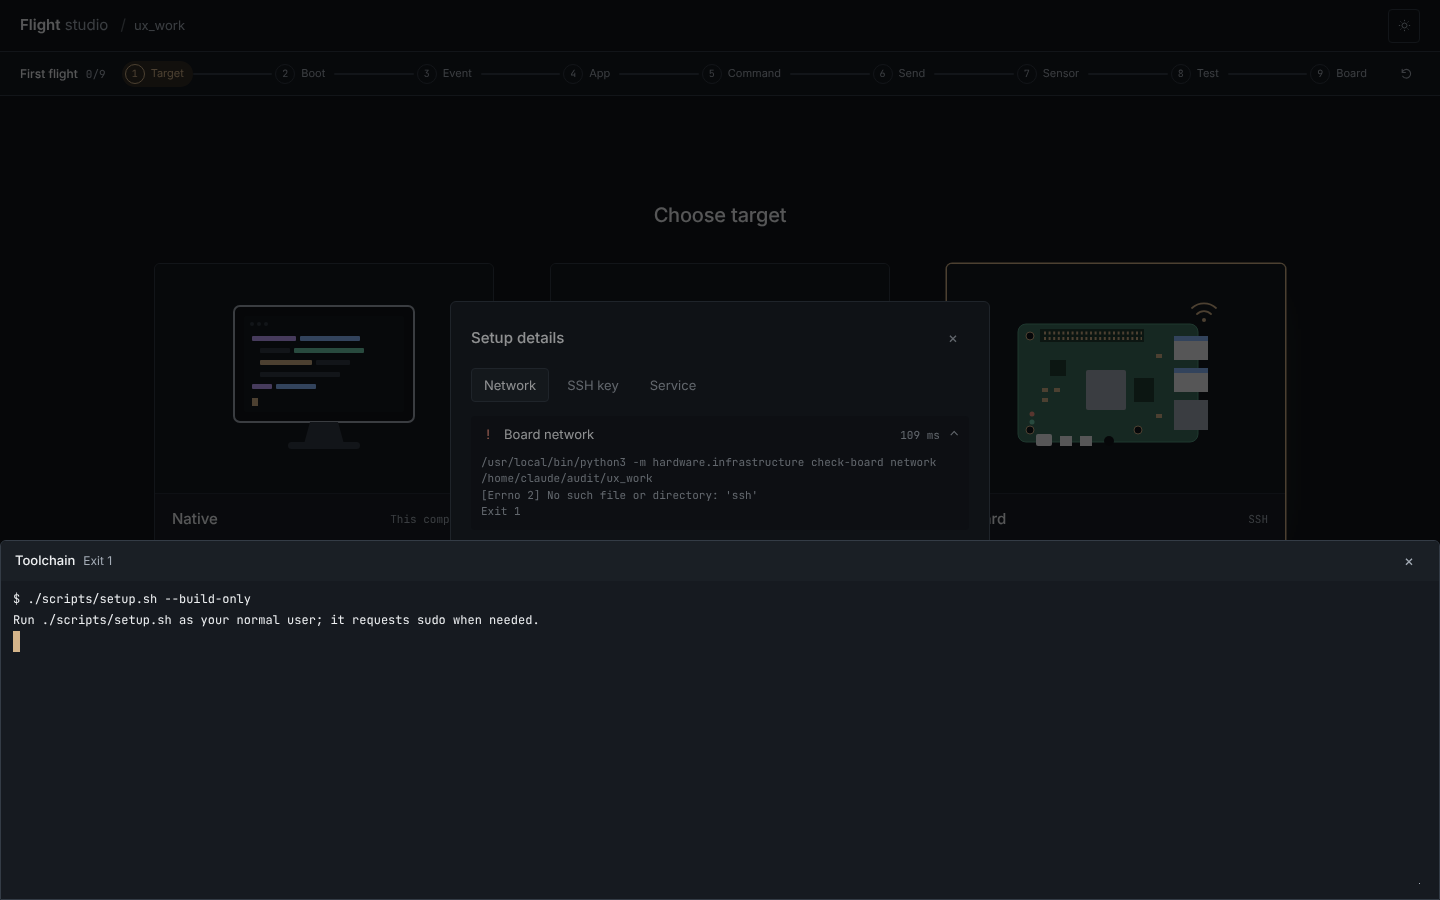 Flight studio / ux_work
First flight 0/9 1 Target 2 Boot 3 Event 4 App 5 Command 6 Send 7 Sensor 8 Test 9 Board
Choose target
Setup details ×
Network SSH key Service
! Board network 109 ms
/usr/local/bin/python3 -m hardware.infrastructure check-board network
/home/claude/audit/ux_work
[Errno 2] No such file or directory: 'ssh'
Exit 1
Native This comp
rd SSH
Toolchain Exit 1 ×
$ ./scripts/setup.sh --build-only
Run ./scripts/setup.sh as your normal user; it requests sudo when needed.